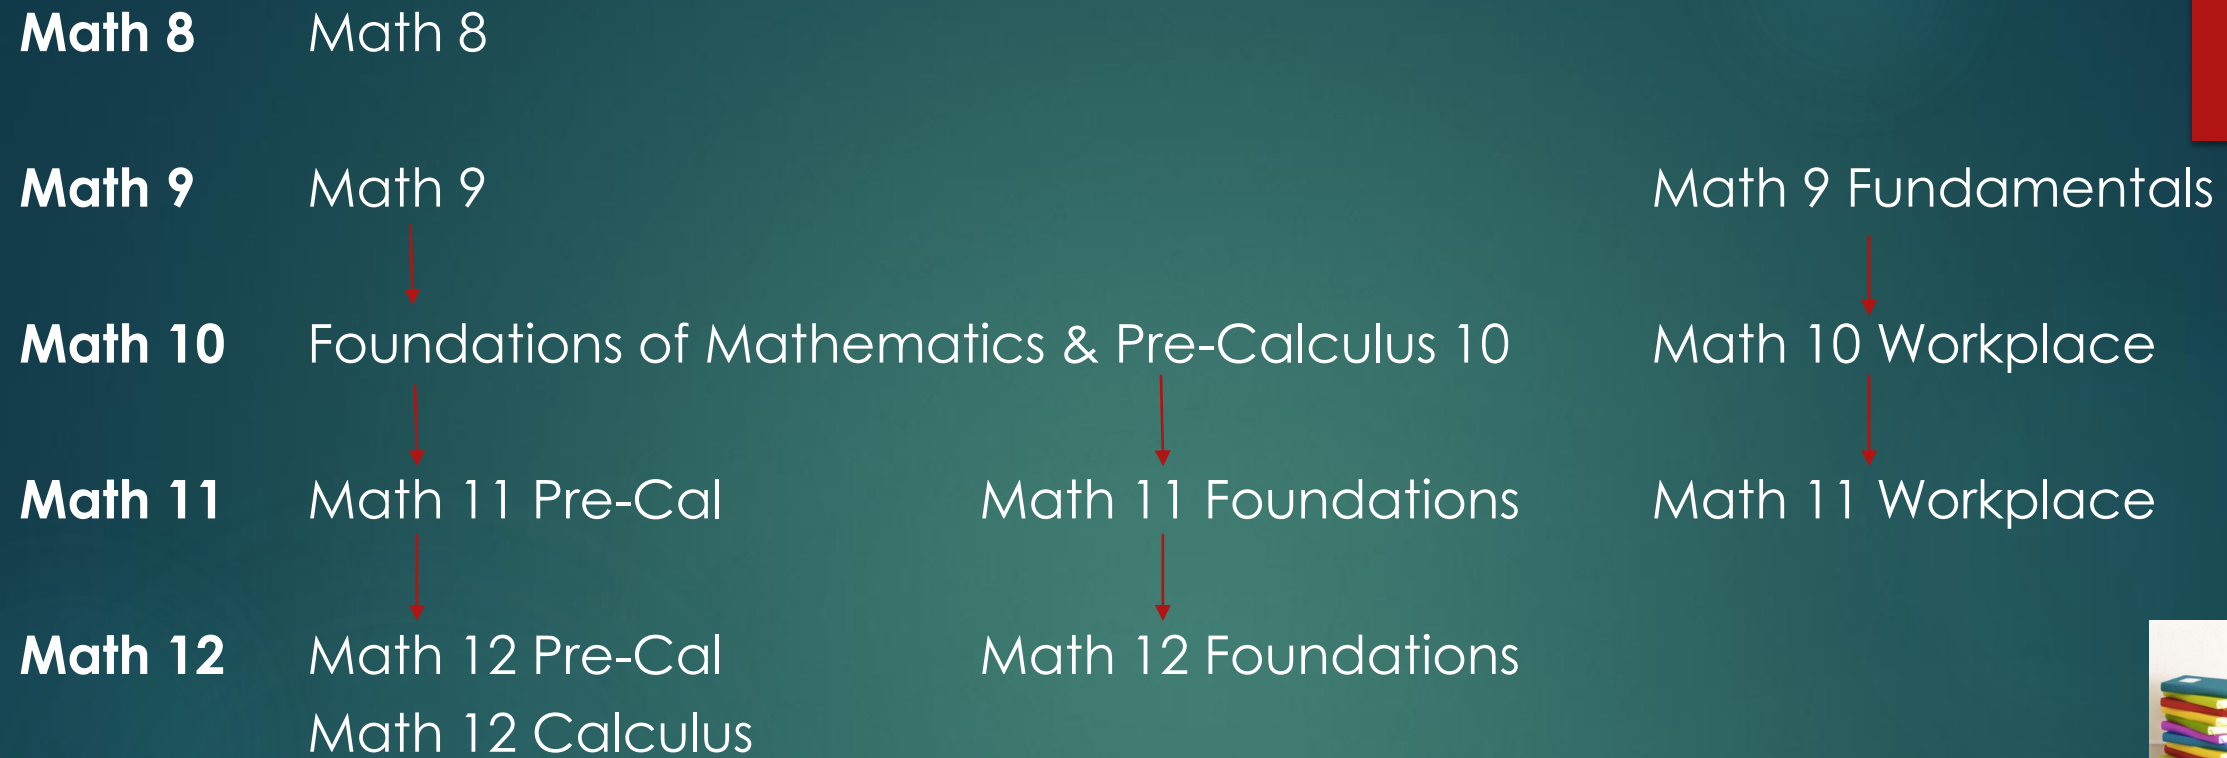 Math 8 Math 8
Math 9 Math 9 Math 9 Fundamentals
Math 10 Foundations of Mathematics & Pre-Calculus 10 Math 10 Workplace
Math 11 Math 11 Pre-Cal Math 11 Foundations Math 11 Workplace
Math 12 Math 12 Pre-Cal Math 12 Foundations
Math 12 Calculus